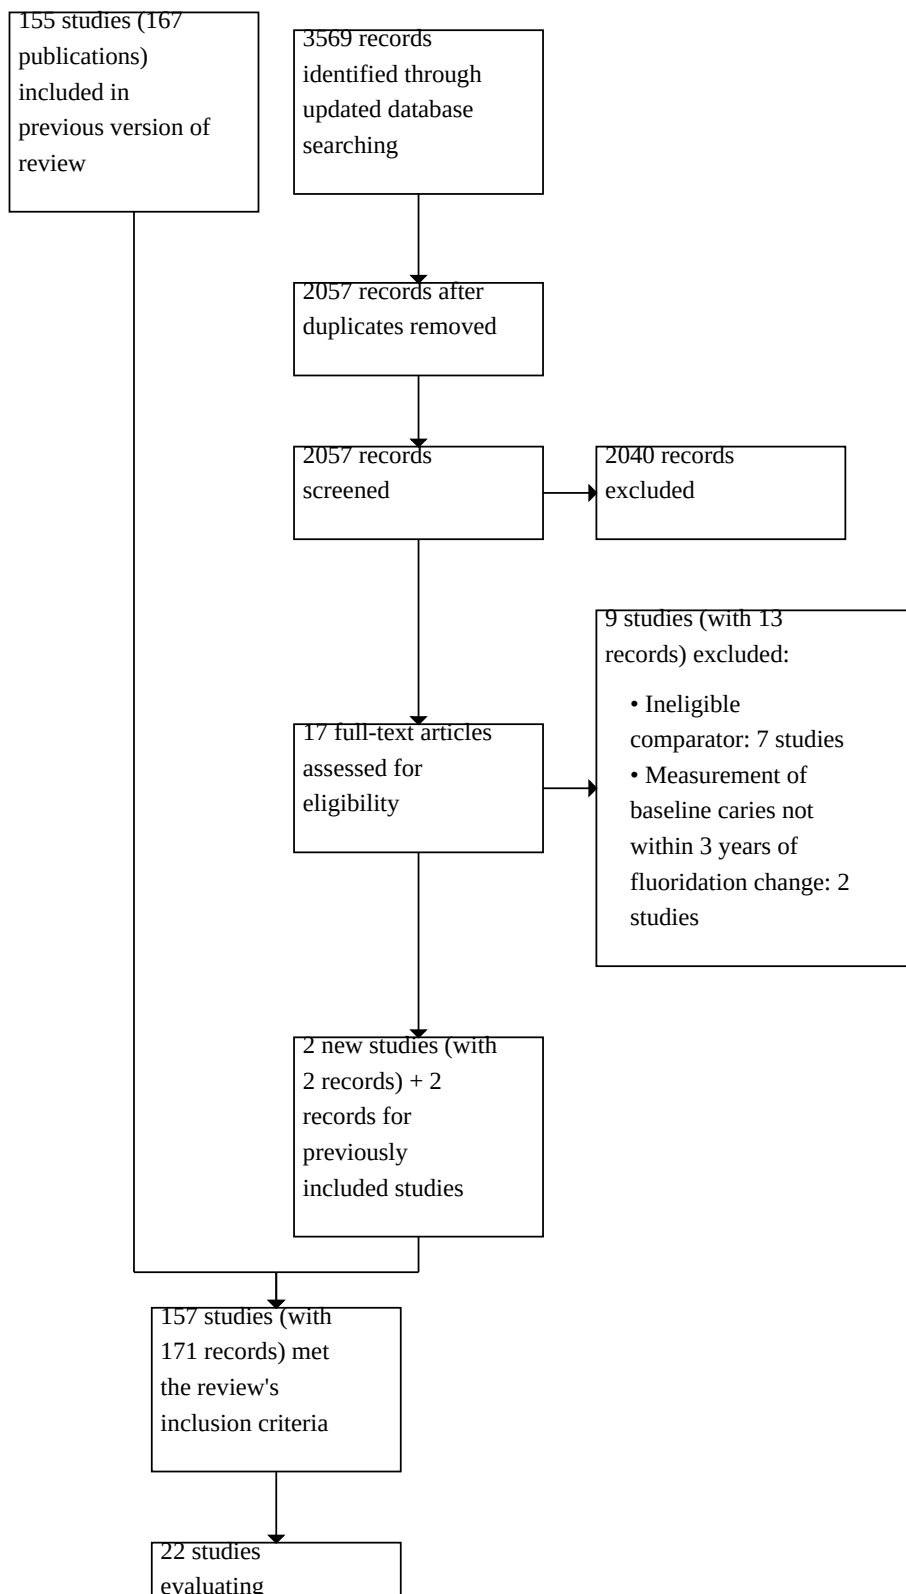 155 studies (167
publications)
included in
previous version of
review
3569 records
identified through
updated database
searching
2057 records after
duplicates removed
2057 records
screened
2040 records
excluded
17 full-text articles
assessed for
eligibility
9 studies (with 13
records) excluded:
• Ineligible
comparator: 7 studies
• Measurement of
baseline caries not
within 3 years of
fluoridation change: 2
studies
2 new studies (with
2 records) + 2
records for
previously
included studies
157 studies (with
171 records) met
the review's
inclusion criteria
22 studies
evaluating